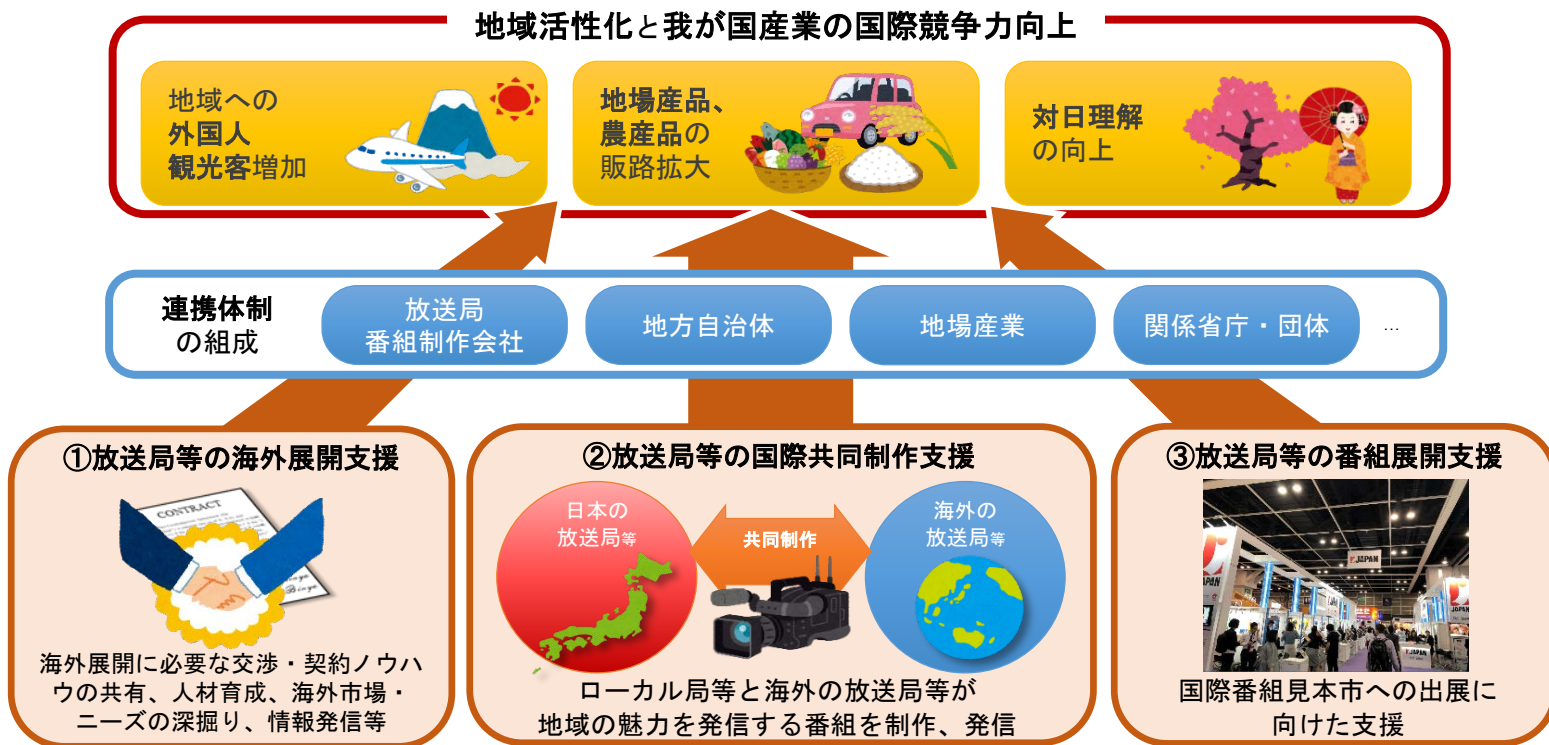 地域活性化と我が国産業の国際競争力向上
地域への
外国人
観光客増加
地場産品、
農産品の
販路拡大
対日理解
の向上
連携体制
の組成
放送局
番組制作会社
地方自治体
地場産業
関係省庁・団体
…
①放送局等の海外展開支援
CONTRACT
海外展開に必要な交渉・契約ノウハ
ウの共有、人材育成、海外市場・
ニーズの深掘り、情報発信等
②放送局等の国際共同制作支援
日本の
放送局等
共同制作
海外の
放送局等
ローカル局等と海外の放送局等が
地域の魅力を発信する番組を制作、発信
③放送局等の番組展開支援
JAPAN
JAPAN
JAPAN
JAPAN
国際番組見本市への出展に
向けた支援